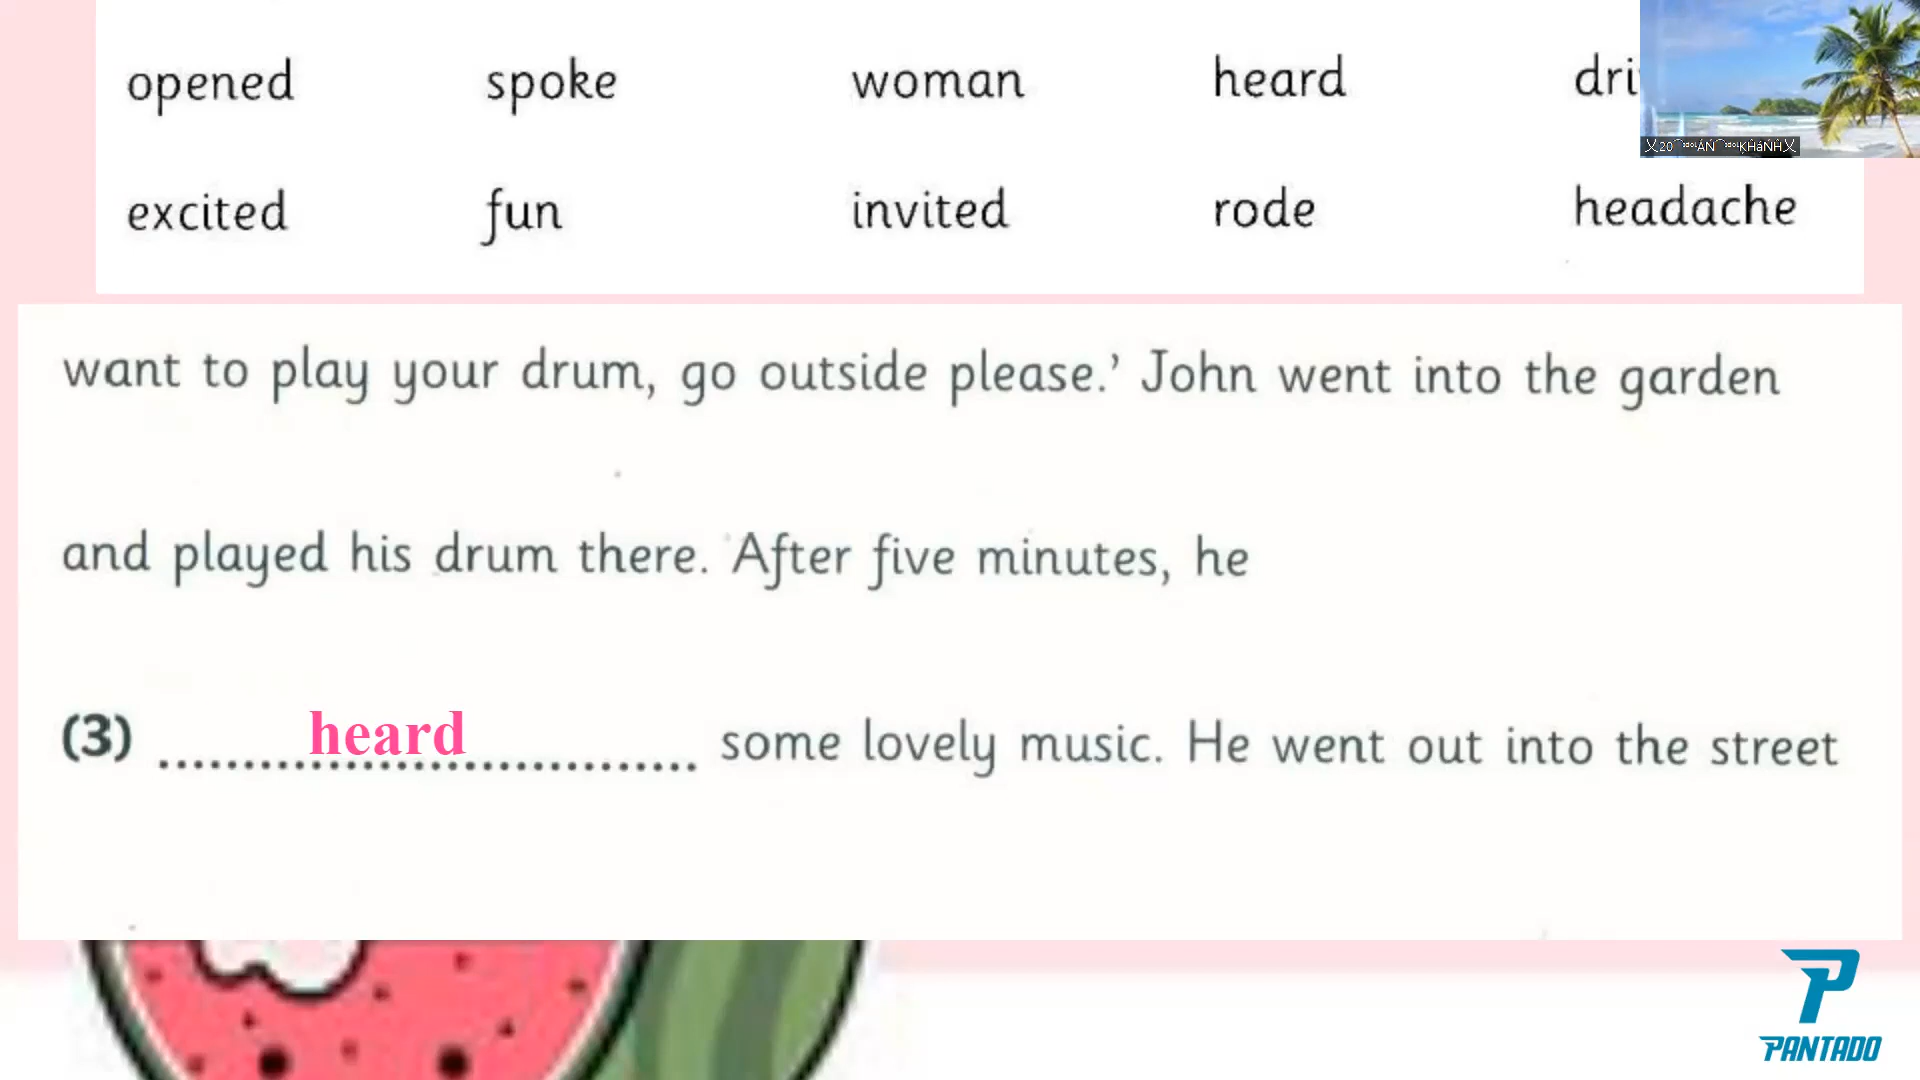 opened spoke woman heard
excited fun invited rode headache
want to play your drum, go outside please.' John went into the garden
and played his drum there. After five minutes, he
(3) heard some lovely music. He went out into the street
PANTADO